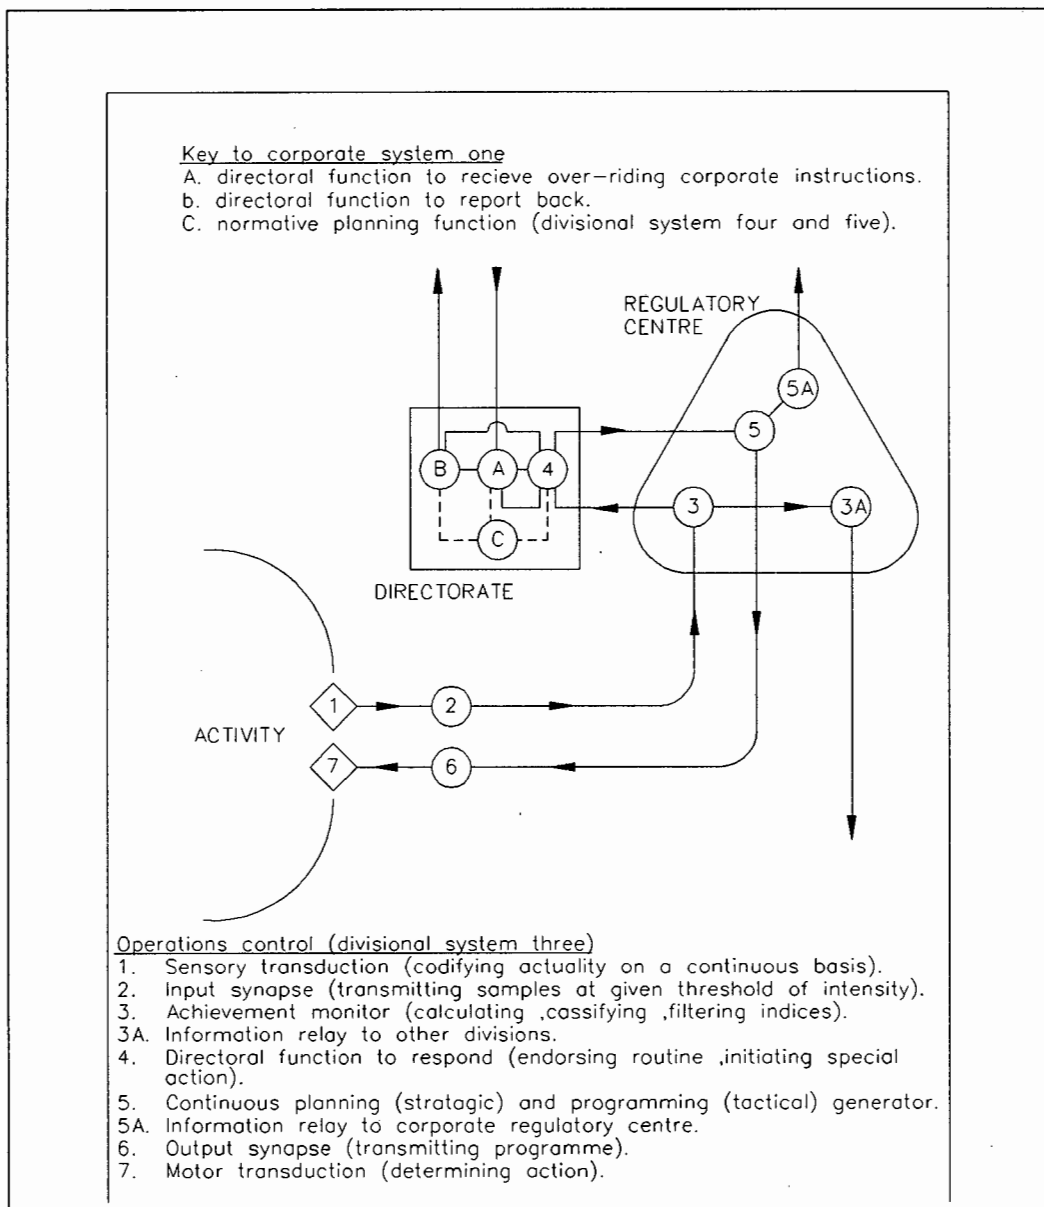 Key to corporate system one
A. directoral function to recieve over-riding corporate instructions.
b. directoral function to report back.
C. normative planning function (divisional system four and five).
REGULATORY
CENTRE
5A
5
B
A
4
3
3A
C
DIRECTORATE
1
2
ACTIVITY
7
6
Operations control (divisional system three)
1. Sensory transduction (codifying actuality on a continuous basis).
2. Input synapse (transmitting samples at given threshold of intensity).
3. Achievement monitor (calculating ,cassifying ,filtering indices).
3A. Information relay to other divisions.
4. Directoral function to respond (endorsing routine ,initiating special
action).
5. Continuous planning (stratagic) and programming (tactical) generator.
5A. Information relay to corporate regulatory centre.
6. Output synapse (transmitting programme).
7. Motor transduction (determining action).